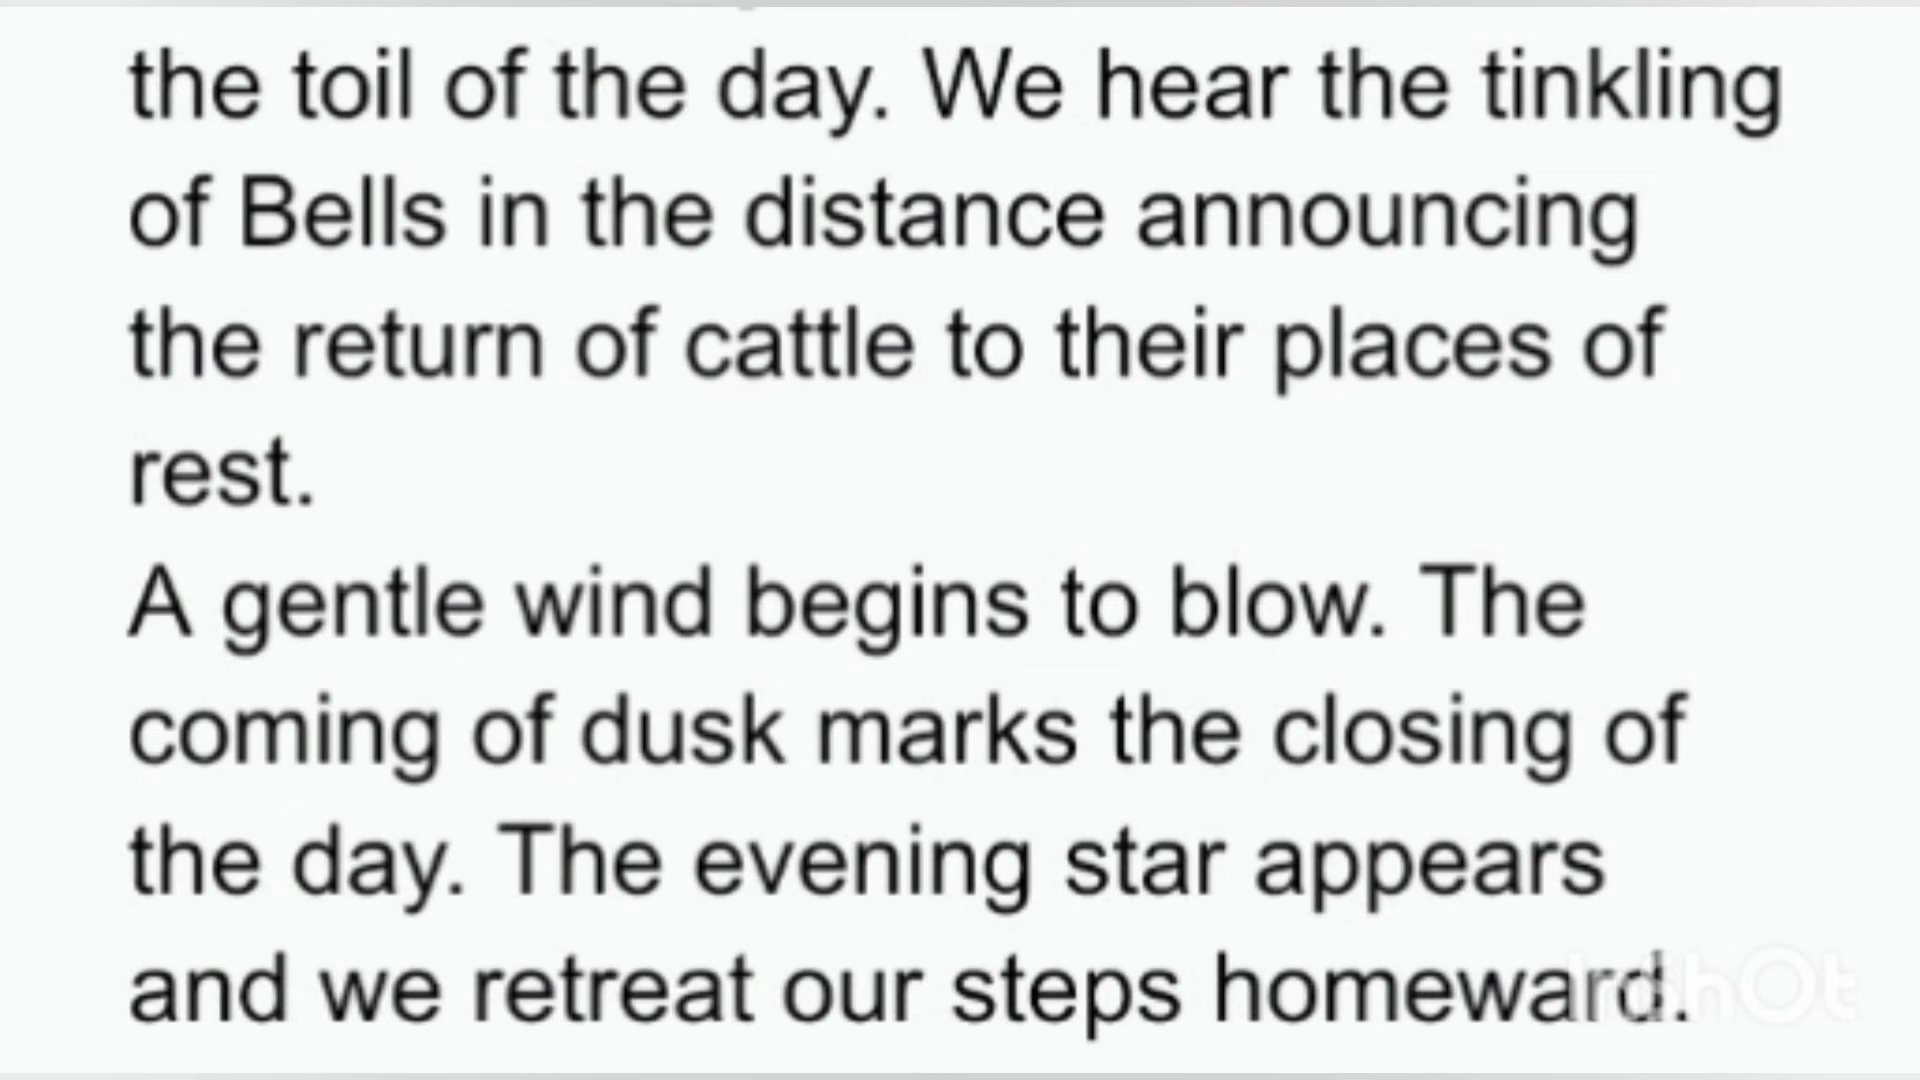 the toil of the day. We hear the tinkling
of Bells in the distance announcing
the return of cattle to their places of
rest.
A gentle wind begins to blow. The
coming of dusk marks the closing of
the day. The evening star appears
and we retreat our steps homeward.